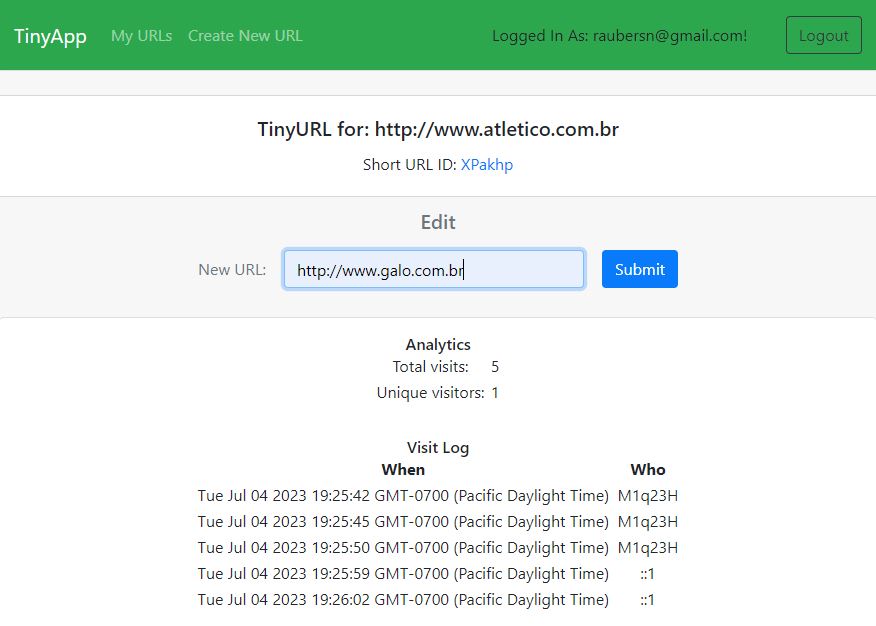 TinyApp My URLs Create New URL Logged In As: raubersn@gmail.com! Logout
TinyURL for: http://www.atletico.com.br
Short URL ID: XPakhp
Edit
New URL: http://www.galo.com.br Submit
Analytics
Total visits: 5
Unique visitors: 1
Visit Log
When Who
Tue Jul 04 2023 19:25:42 GMT-0700 (Pacific Daylight Time) M1q23H
Tue Jul 04 2023 19:25:45 GMT-0700 (Pacific Daylight Time) M1q23H
Tue Jul 04 2023 19:25:50 GMT-0700 (Pacific Daylight Time) M1q23H
Tue Jul 04 2023 19:25:59 GMT-0700 (Pacific Daylight Time) ::1
Tue Jul 04 2023 19:26:02 GMT-0700 (Pacific Daylight Time) ::1